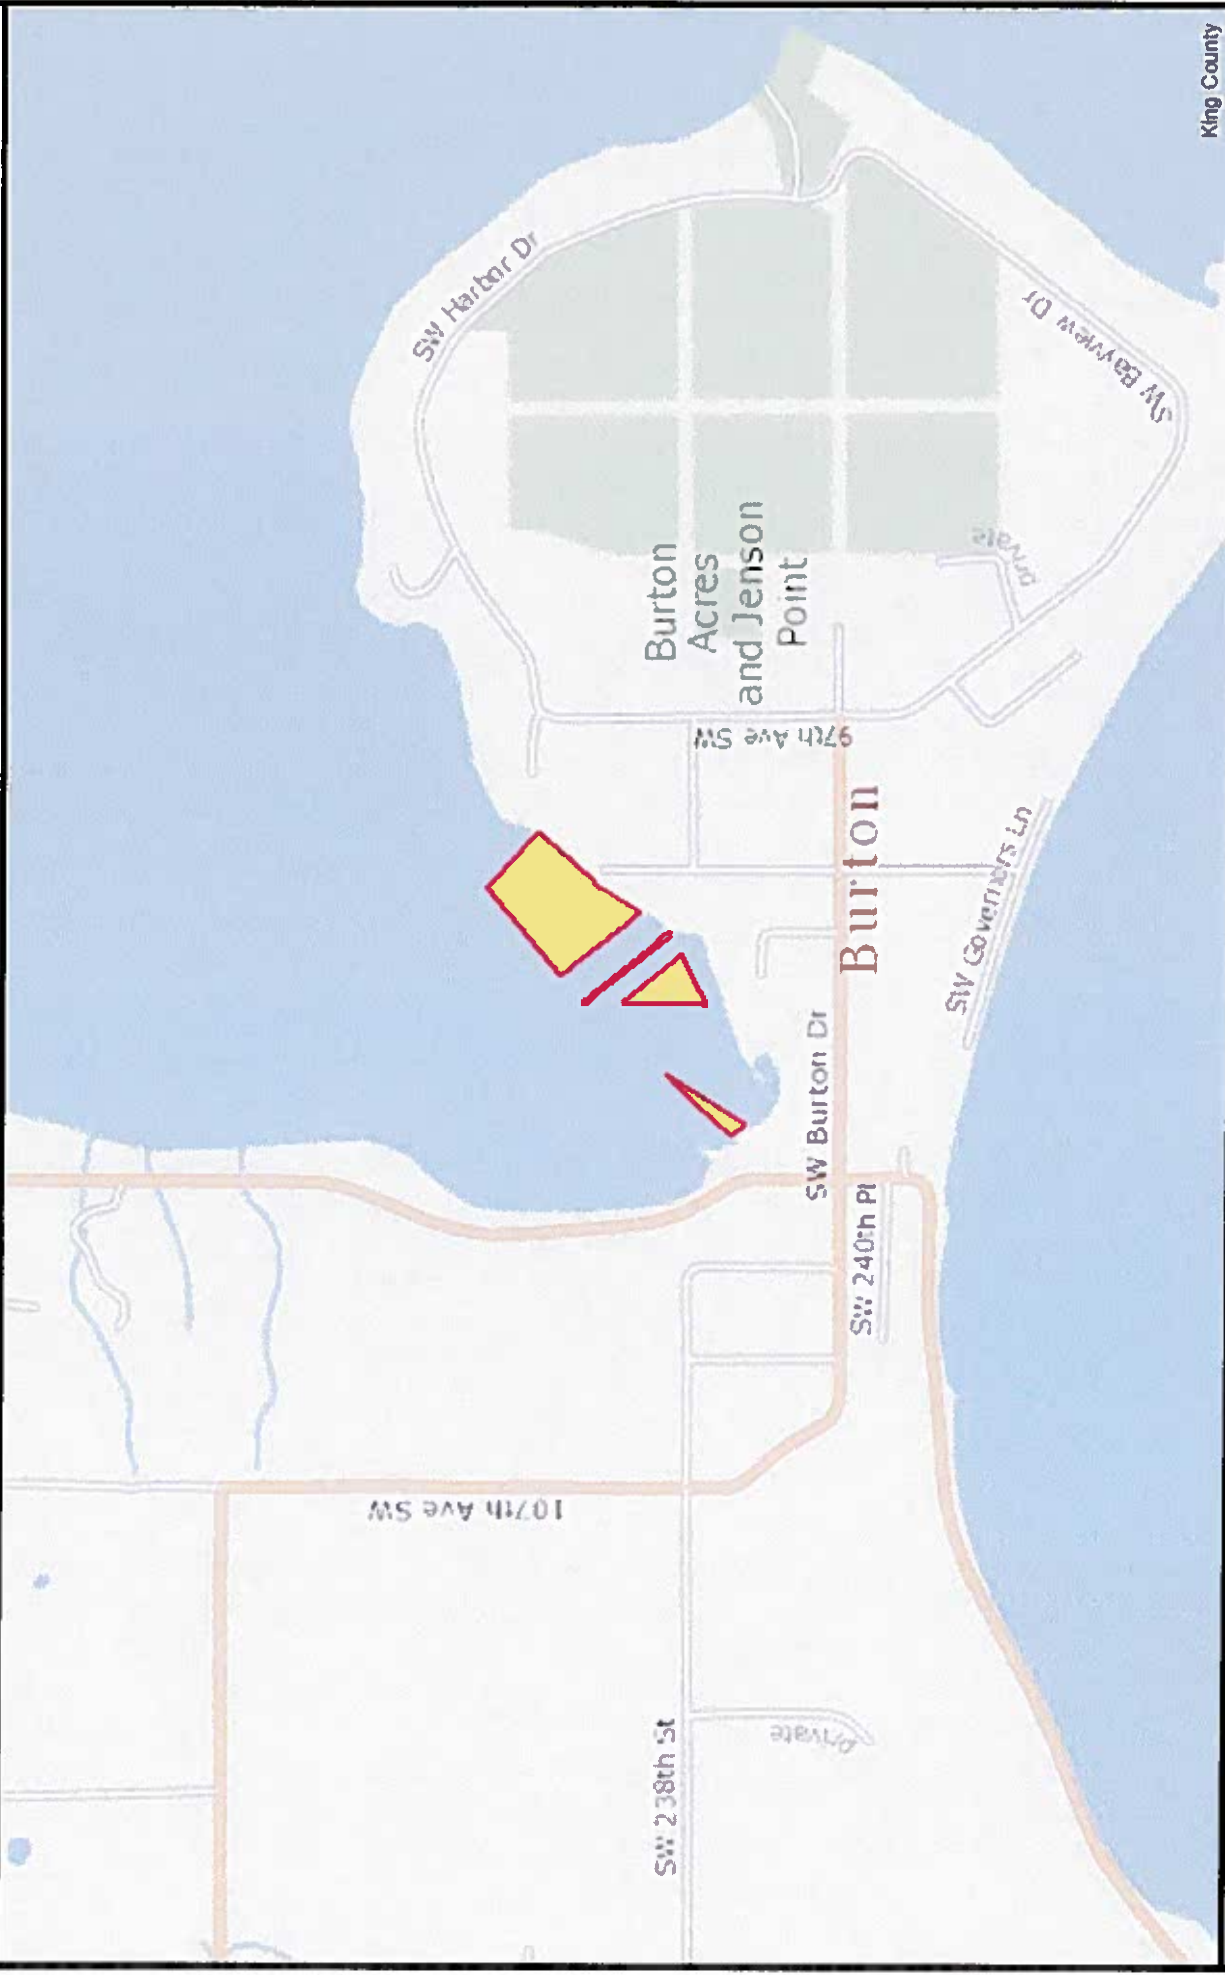 King County
SW Harbor Dr
SW Bayview Dr
Burton
Acres
and Jenson
Point
private
97th Ave SW
Burton
SW Governors Ln
SW Burton Dr
SW 240th Pl
107th Ave SW
SW 238th St
Private